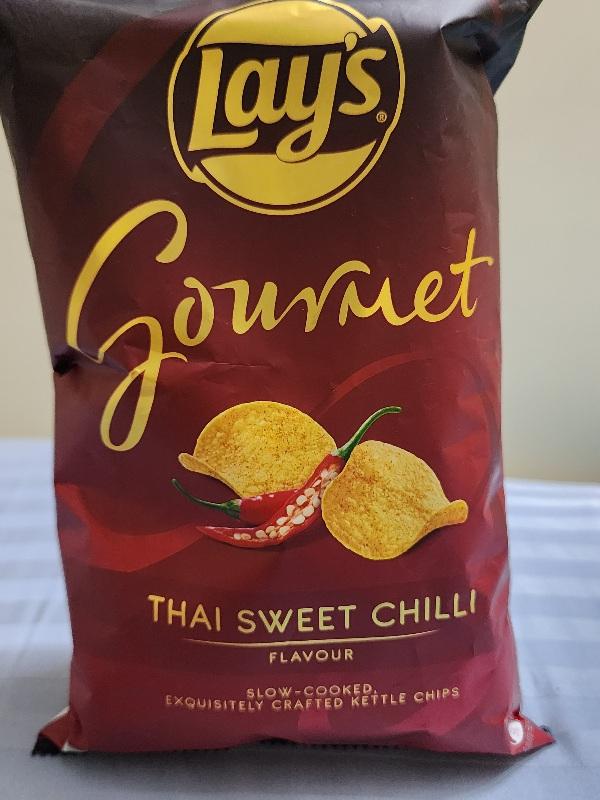 Lay's®
Gourmet
THAI SWEET CHILLI
FLAVOUR
SLOW-COOKED,
EXQUISITELY CRAFTED KETTLE CHIPS